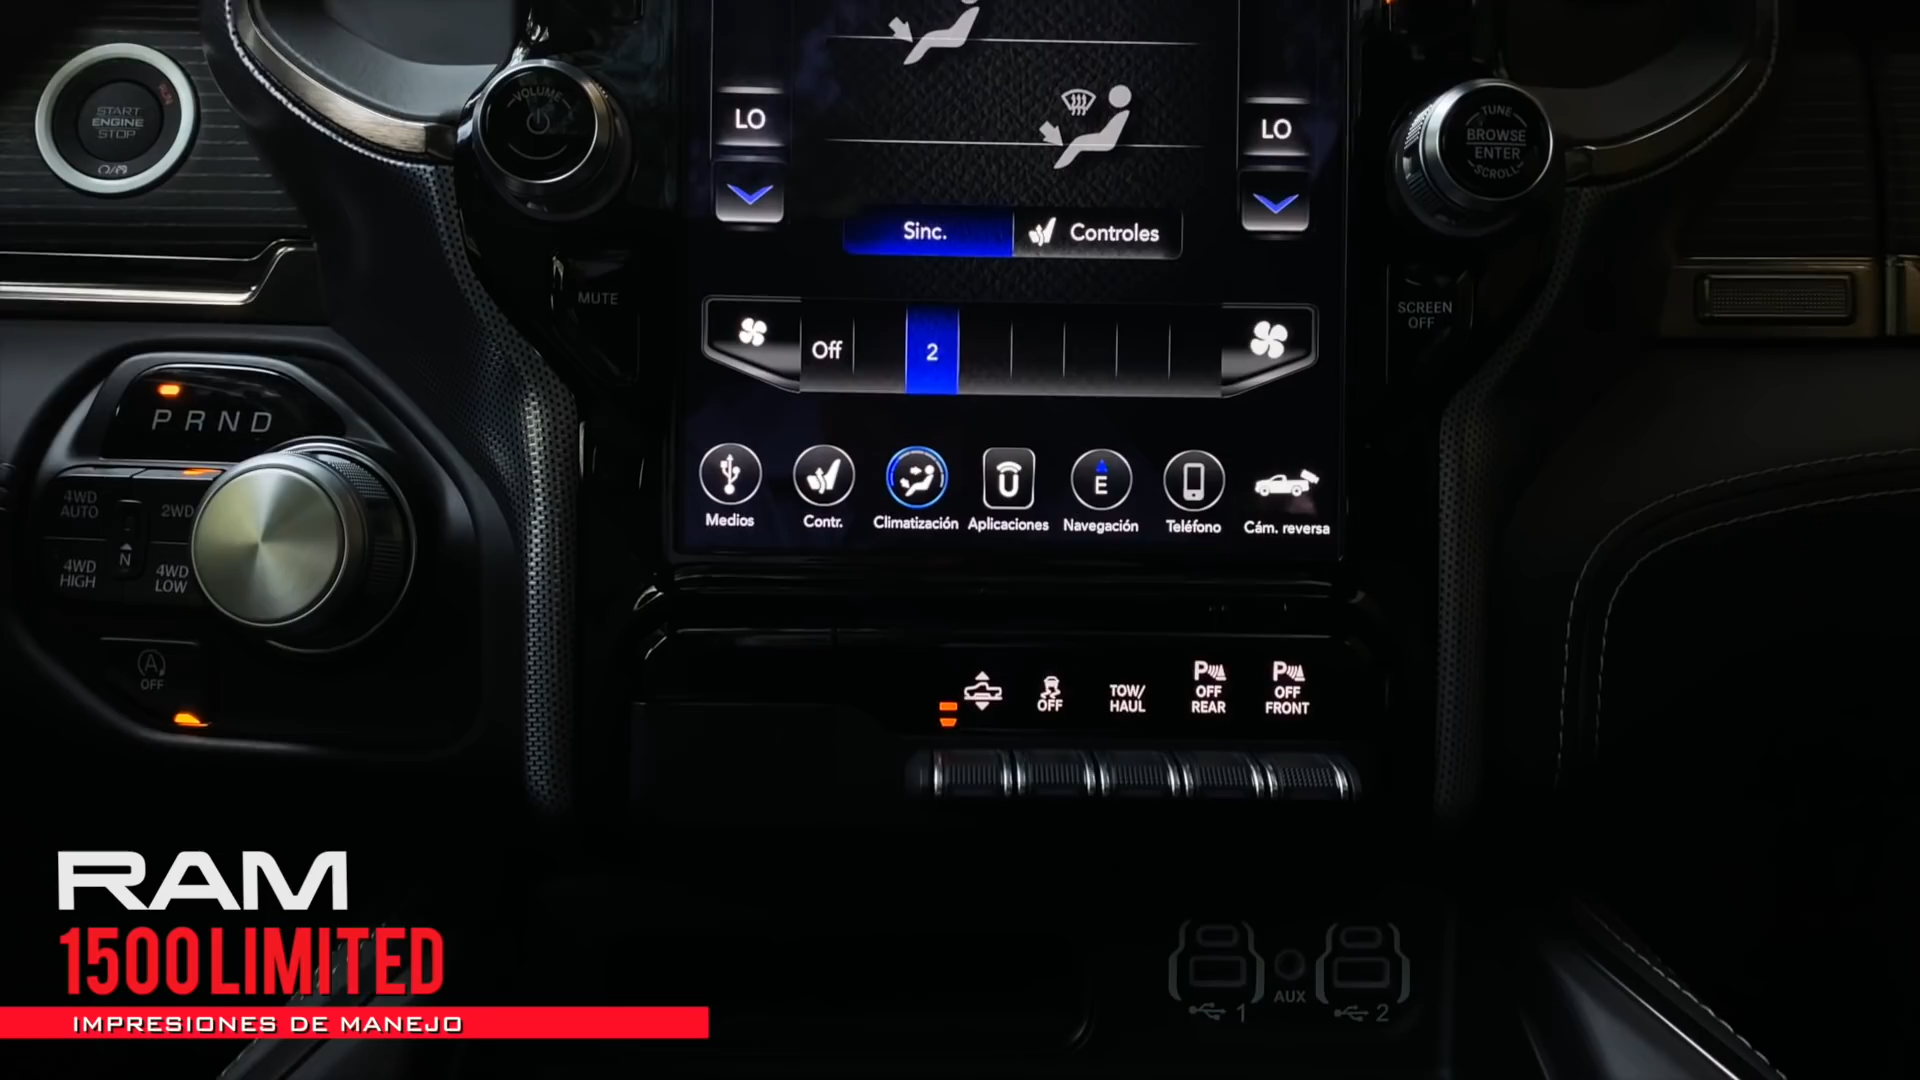 START
ENGINE
STOP
RUN
VOLUME
LO
LO
TUNE
BROWSE
ENTER
SCROLL
Sinc.
Controles
MUTE
SCREEN
OFF
Off
2
P R N D
4WD
AUTO
2WD
N
4WD
HIGH
4WD
LOW
A
OFF
E
Medios
Contr.
Climatización
Aplicaciones
Navegación
Teléfono
Cám. reversa
OFF
TOW/
HAUL
P
OFF
REAR
P
OFF
FRONT
RAM
1500 LIMITED
IMPRESIONES DE MANEJO
1
AUX
2